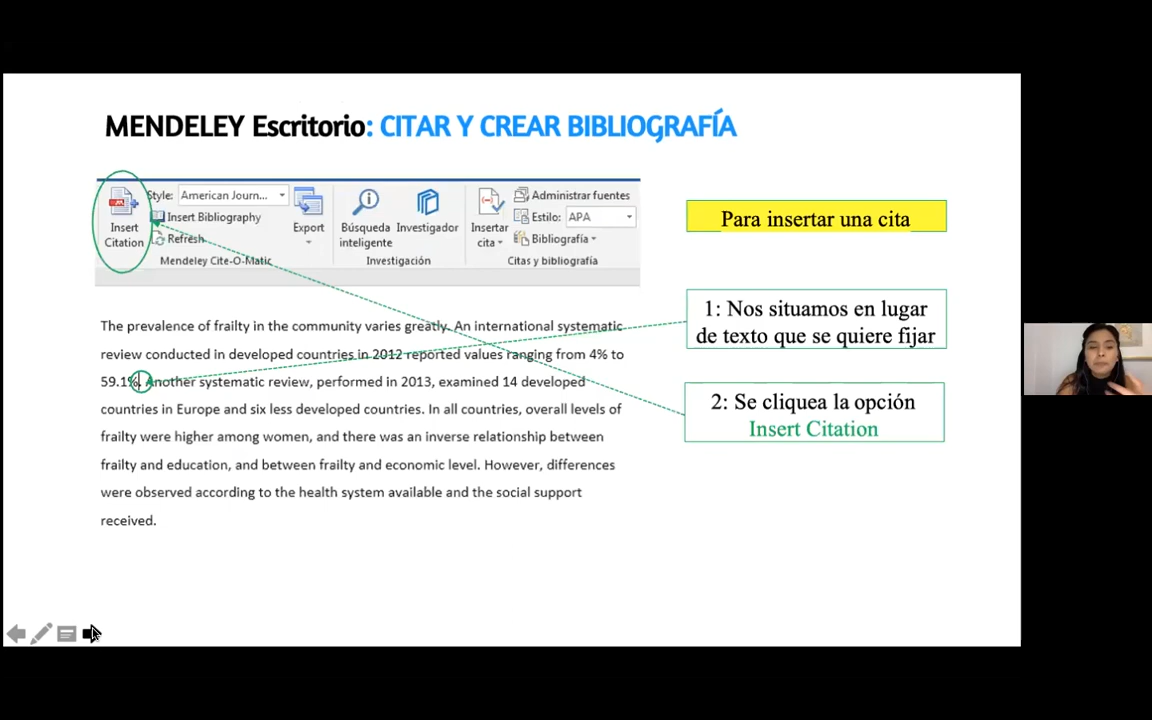 MENDELEY Escritorio: CITAR Y CREAR BIBLIOGRAFÍA
Insert
Citation
Style: American Journ...
Insert Bibliography
Refresh
Mendeley Cite-O-Matic
Export
Búsqueda
inteligente
Investigador
Investigación
Insertar
cita
Administrar fuentes
Estilo: APA
Bibliografía
Citas y bibliografía
Para insertar una cita
1: Nos situamos en lugar
de texto que se quiere fijar
2: Se cliquea la opción
Insert Citation
The prevalence of frailty in the community varies greatly. An international systematic
review conducted in developed countries in 2012 reported values ranging from 4% to
59.1%. Another systematic review, performed in 2013, examined 14 developed
countries in Europe and six less developed countries. In all countries, overall levels of
frailty were higher among women, and there was an inverse relationship between
frailty and education, and between frailty and economic level. However, differences
were observed according to the health system available and the social support
received.